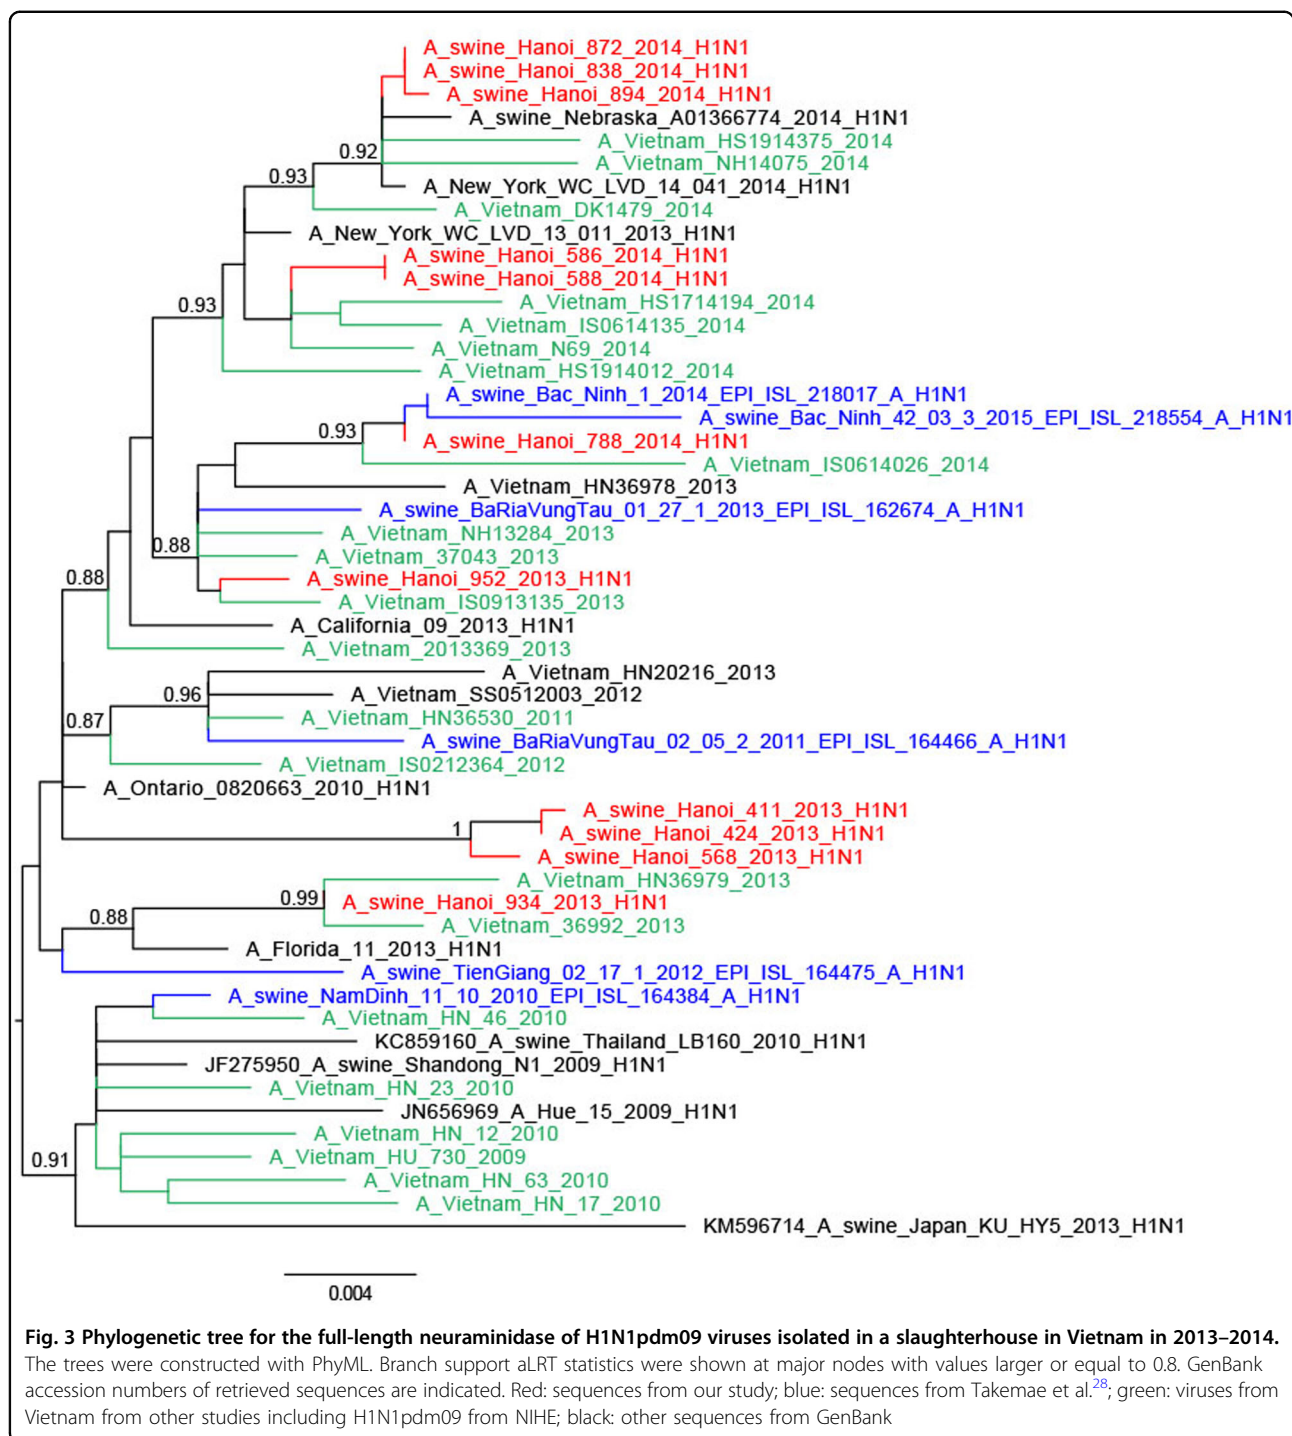 A_swine_Hanoi_872_2014_H1N1
A_swine_Hanoi_838_2014_H1N1
A_swine_Hanoi_894_2014_H1N1
A_swine_Nebraska_A01366774_2014_H1N1
A_Vietnam_HS1914375_2014
0.92
A_Vietnam_NH14075_2014
0.93
A_New_York_WC_LVD_14_041_2014_H1N1
A_Vietnam_DK1479_2014
A_New_York_WC_LVD_13_011_2013_H1N1
A_swine_Hanoi_586_2014_H1N1
A_swine_Hanoi_588_2014_H1N1
0.93
A_Vietnam_HS1714194_2014
A_Vietnam_IS0614135_2014
A_Vietnam_N69_2014
A_Vietnam_HS1914012_2014
A_swine_Bac_Ninh_1_2014_EPI_ISL_218017_A_H1N1
A_swine_Bac_Ninh_42_03_3_2015_EPI_ISL_218554_A_H1N1
0.93
A_swine_Hanoi_788_2014_H1N1
A_Vietnam_IS0614026_2014
A_Vietnam_HN36978_2013
A_swine_BaRiaVungTau_01_27_1_2013_EPI_ISL_162674_A_H1N1
A_Vietnam_NH13284_2013
0.88
A_Vietnam_37043_2013
0.88
A_swine_Hanoi_952_2013_H1N1
A_Vietnam_IS0913135_2013
A_California_09_2013_H1N1
A_Vietnam_2013369_2013
A_Vietnam_HN20216_2013
0.96
A_Vietnam_SS0512003_2012
0.87
A_Vietnam_HN36530_2011
A_swine_BaRiaVungTau_02_05_2_2011_EPI_ISL_164466_A_H1N1
A_Vietnam_IS0212364_2012
A_Ontario_0820663_2010_H1N1
A_swine_Hanoi_411_2013_H1N1
1
A_swine_Hanoi_424_2013_H1N1
A_swine_Hanoi_568_2013_H1N1
A_Vietnam_HN36979_2013
0.99
A_swine_Hanoi_934_2013_H1N1
0.88
A_Vietnam_36992_2013
A_Florida_11_2013_H1N1
A_swine_TienGiang_02_17_1_2012_EPI_ISL_164475_A_H1N1
A_swine_NamDinh_11_10_2010_EPI_ISL_164384_A_H1N1
A_Vietnam_HN_46_2010
KC859160_A_swine_Thailand_LB160_2010_H1N1
JF275950_A_swine_Shandong_N1_2009_H1N1
A_Vietnam_HN_23_2010
JN656969_A_Hue_15_2009_H1N1
A_Vietnam_HN_12_2010
0.91
A_Vietnam_HU_730_2009
A_Vietnam_HN_63_2010
A_Vietnam_HN_17_2010
KM596714_A_swine_Japan_KU_HY5_2013_H1N1
0.004
Fig. 3 Phylogenetic tree for the full-length neuraminidase of H1N1pdm09 viruses isolated in a slaughterhouse in Vietnam in 2013–2014.
The trees were constructed with PhyML. Branch support aLRT statistics were shown at major nodes with values larger or equal to 0.8. GenBank
accession numbers of retrieved sequences are indicated. Red: sequences from our study; blue: sequences from Takemae et al.28; green: viruses from
Vietnam from other studies including H1N1pdm09 from NIHE; black: other sequences from GenBank